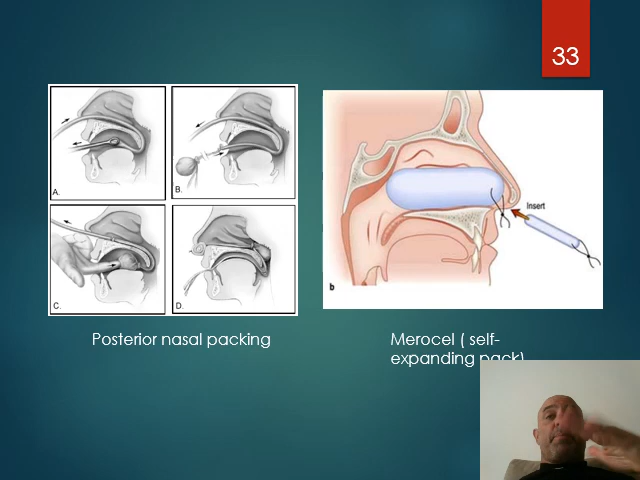 33
A.
B.
C.
D.
Insert
b
Posterior nasal packing
Merocel ( self-
expanding pack)